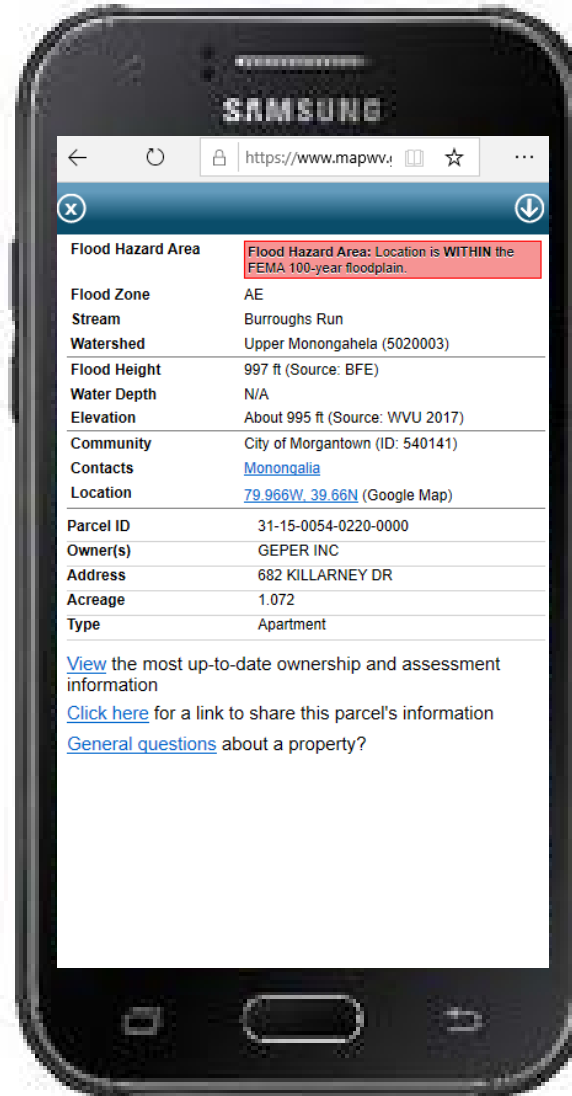 SAMSUNG
https://www.mapwv.g
...
x
Flood Hazard Area Flood Hazard Area: Location is WITHIN the
FEMA 100-year floodplain.
Flood Zone AE
Stream Burroughs Run
Watershed Upper Monongahela (5020003)
Flood Height 997 ft (Source: BFE)
Water Depth N/A
Elevation About 995 ft (Source: WVU 2017)
Community City of Morgantown (ID: 540141)
Contacts Monongalia
Location 79.966W, 39.66N (Google Map)
Parcel ID 31-15-0054-0220-0000
Owner(s) GEPER INC
Address 682 KILLARNEY DR
Acreage 1.072
Type Apartment
View the most up-to-date ownership and assessment
information
Click here for a link to share this parcel's information
General questions about a property?